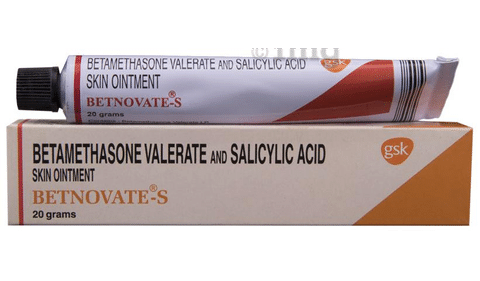 BETAMETHASONE VALERATE AND SALICYLIC ACID
SKIN OINTMENT
BETNOVATE®-S
20 grams
gsk
BETAMETHASONE VALERATE AND SALICYLIC ACID
SKIN OINTMENT
BETNOVATE®-S
20 grams
gsk